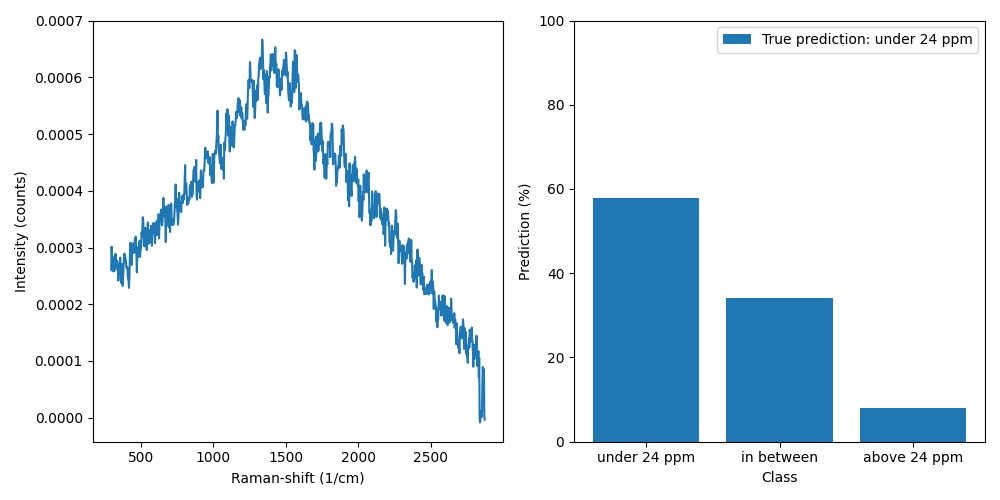 0.0007
0.0006
0.0005
0.0004
0.0003
0.0002
0.0001
0.0000
Intensity (counts)
500 1000 1500 2000 2500
Raman-shift (1/cm)
100
80
60
40
20
0
Prediction (%)
True prediction: under 24 ppm
under 24 ppm in between above 24 ppm
Class